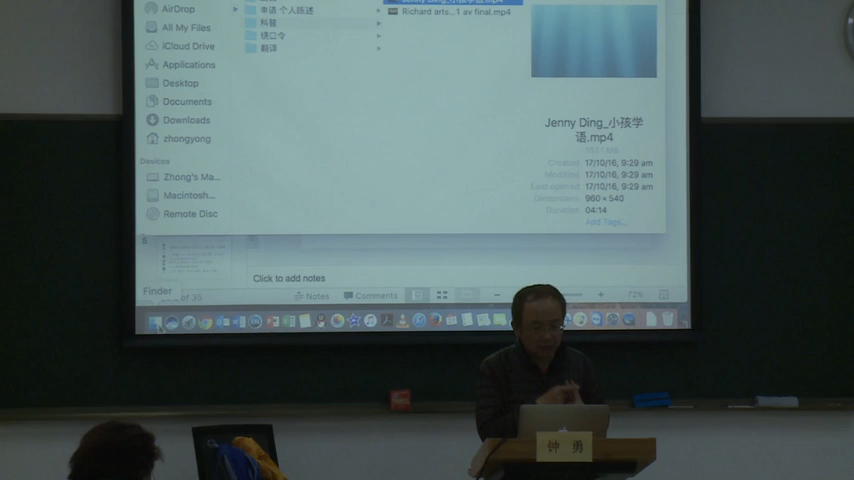 AirDrop
All My Files
iCloud Drive
Applications
Desktop
Documents
Downloads
zhongyong
Devices
Zhong's Ma...
Macintosh...
Remote Disc
申请 个人陈述
科普
绕口令
翻译
Richard arts...1 av final.mp4
Jenny Ding_小孩学
语.mp4
Created 17/10/16, 9:29 am
Modified 17/10/16, 9:29 am
Last opened 17/10/16, 9:29 am
Dimensions 960 × 540
Duration 04:14
Add Tags...
Click to add notes
Finder
of 35
Notes
Comments
72%
钟 勇